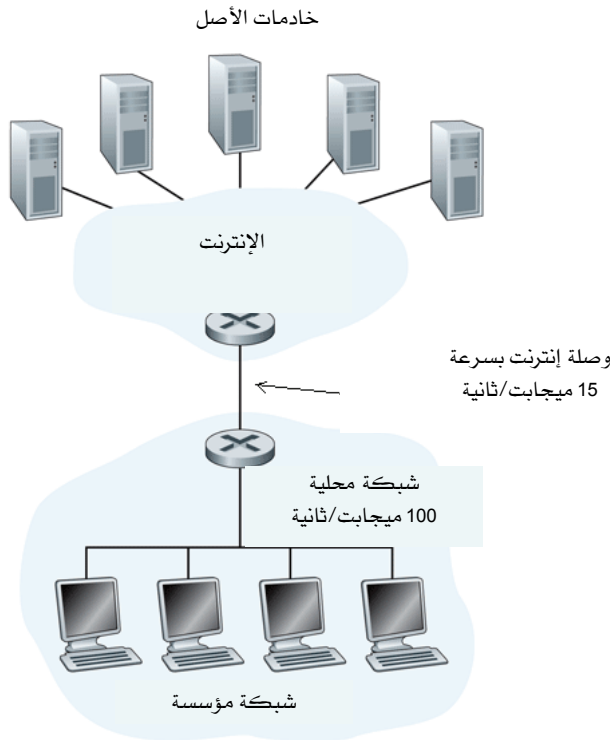 خادمات الأصل
الإنترنت
وصلة إنترنت بسرعة
15 ميجابت/ثانية
شبكة محلية
100 ميجابت/ثانية
شبكة مؤسسة